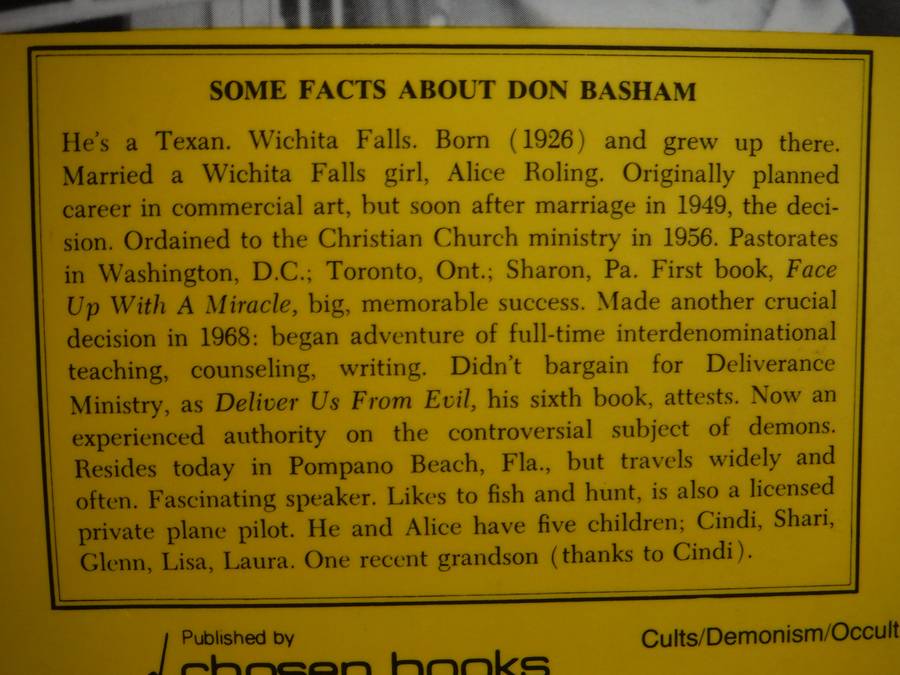 SOME FACTS ABOUT DON BASHAM
He's a Texan. Wichita Falls. Born (1926) and grew up there.
Married a Wichita Falls girl, Alice Roling. Originally planned
career in commercial art, but soon after marriage in 1949, the deci-
sion. Ordained to the Christian Church ministry in 1956. Pastorates
in Washington, D.C.; Toronto, Ont.; Sharon, Pa. First book, Face
Up With A Miracle, big, memorable success. Made another crucial
decision in 1968: began adventure of full-time interdenominational
teaching, counseling, writing. Didn't bargain for Deliverance
Ministry, as Deliver Us From Evil, his sixth book, attests. Now an
experienced authority on the controversial subject of demons.
Resides today in Pompano Beach, Fla., but travels widely and
often. Fascinating speaker. Likes to fish and hunt, is also a licensed
private plane pilot. He and Alice have five children; Cindi, Shari,
Glenn, Lisa, Laura. One recent grandson (thanks to Cindi).
Published by
chosen books
Cults/Demonism/Occult